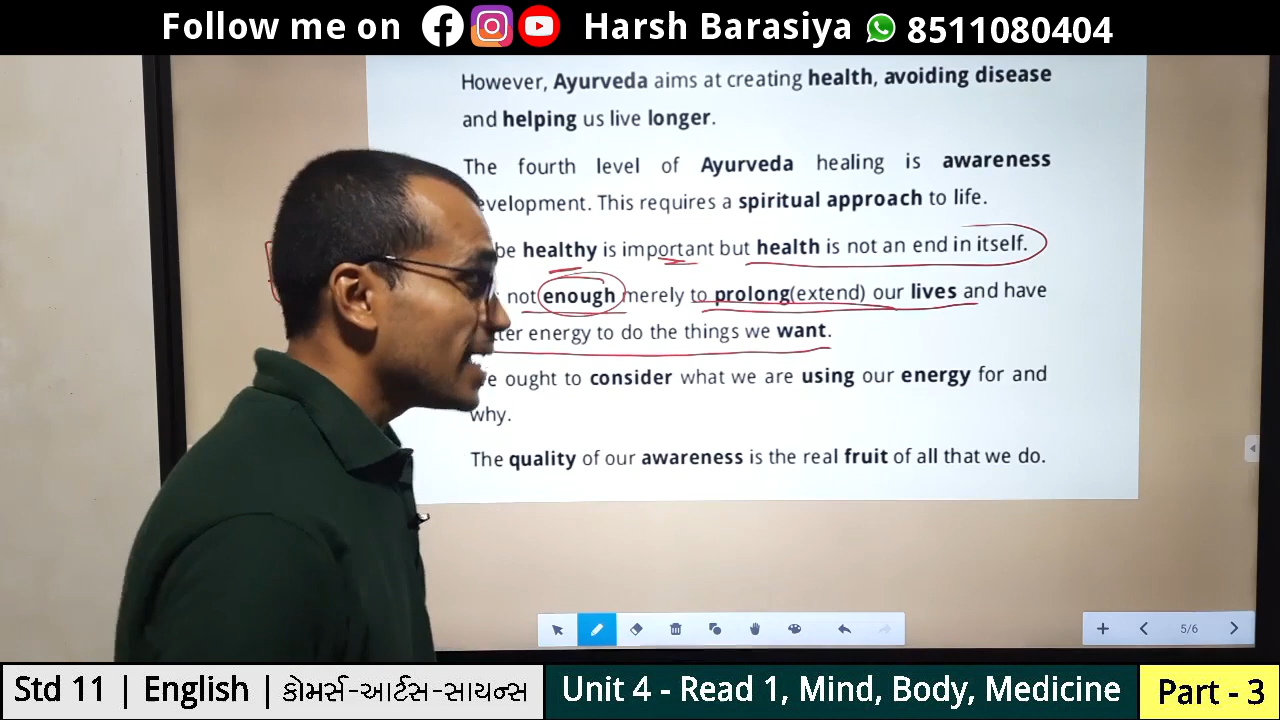 Follow me on Harsh Barasiya 8511080404
However, Ayurveda aims at creating health, avoiding disease
and helping us live longer.
The fourth level of Ayurveda healing is awareness
evelopment. This requires a spiritual approach to life.
be healthy is important but health is not an end in itself.
not enough merely to prolong(extend) our lives and have
tter energy to do the things we want.
e ought to consider what we are using our energy for and
why.
The quality of our awareness is the real fruit of all that we do.
5/6
Std 11 | English | કોમર્સ-આર્ટસ-સાયન્સ
Unit 4 - Read 1, Mind, Body, Medicine
Part - 3